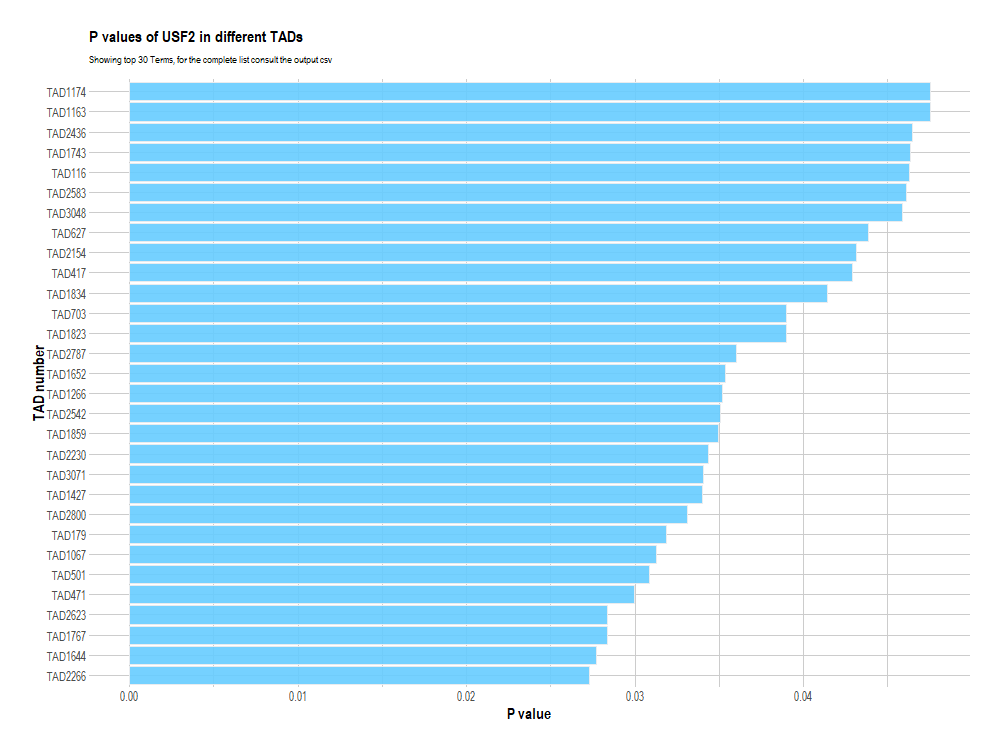 P values of USF2 in different TADs
Showing top 30 Terms, for the complete list consult the output csv
TAD number
TAD1174
TAD1163
TAD2436
TAD1743
TAD116
TAD2583
TAD3048
TAD627
TAD2154
TAD417
TAD1834
TAD703
TAD1823
TAD2787
TAD1652
TAD1266
TAD2542
TAD1859
TAD2230
TAD3071
TAD1427
TAD2800
TAD179
TAD1067
TAD501
TAD471
TAD2623
TAD1767
TAD1644
TAD2266
0.00 0.01 0.02 0.03 0.04
P value